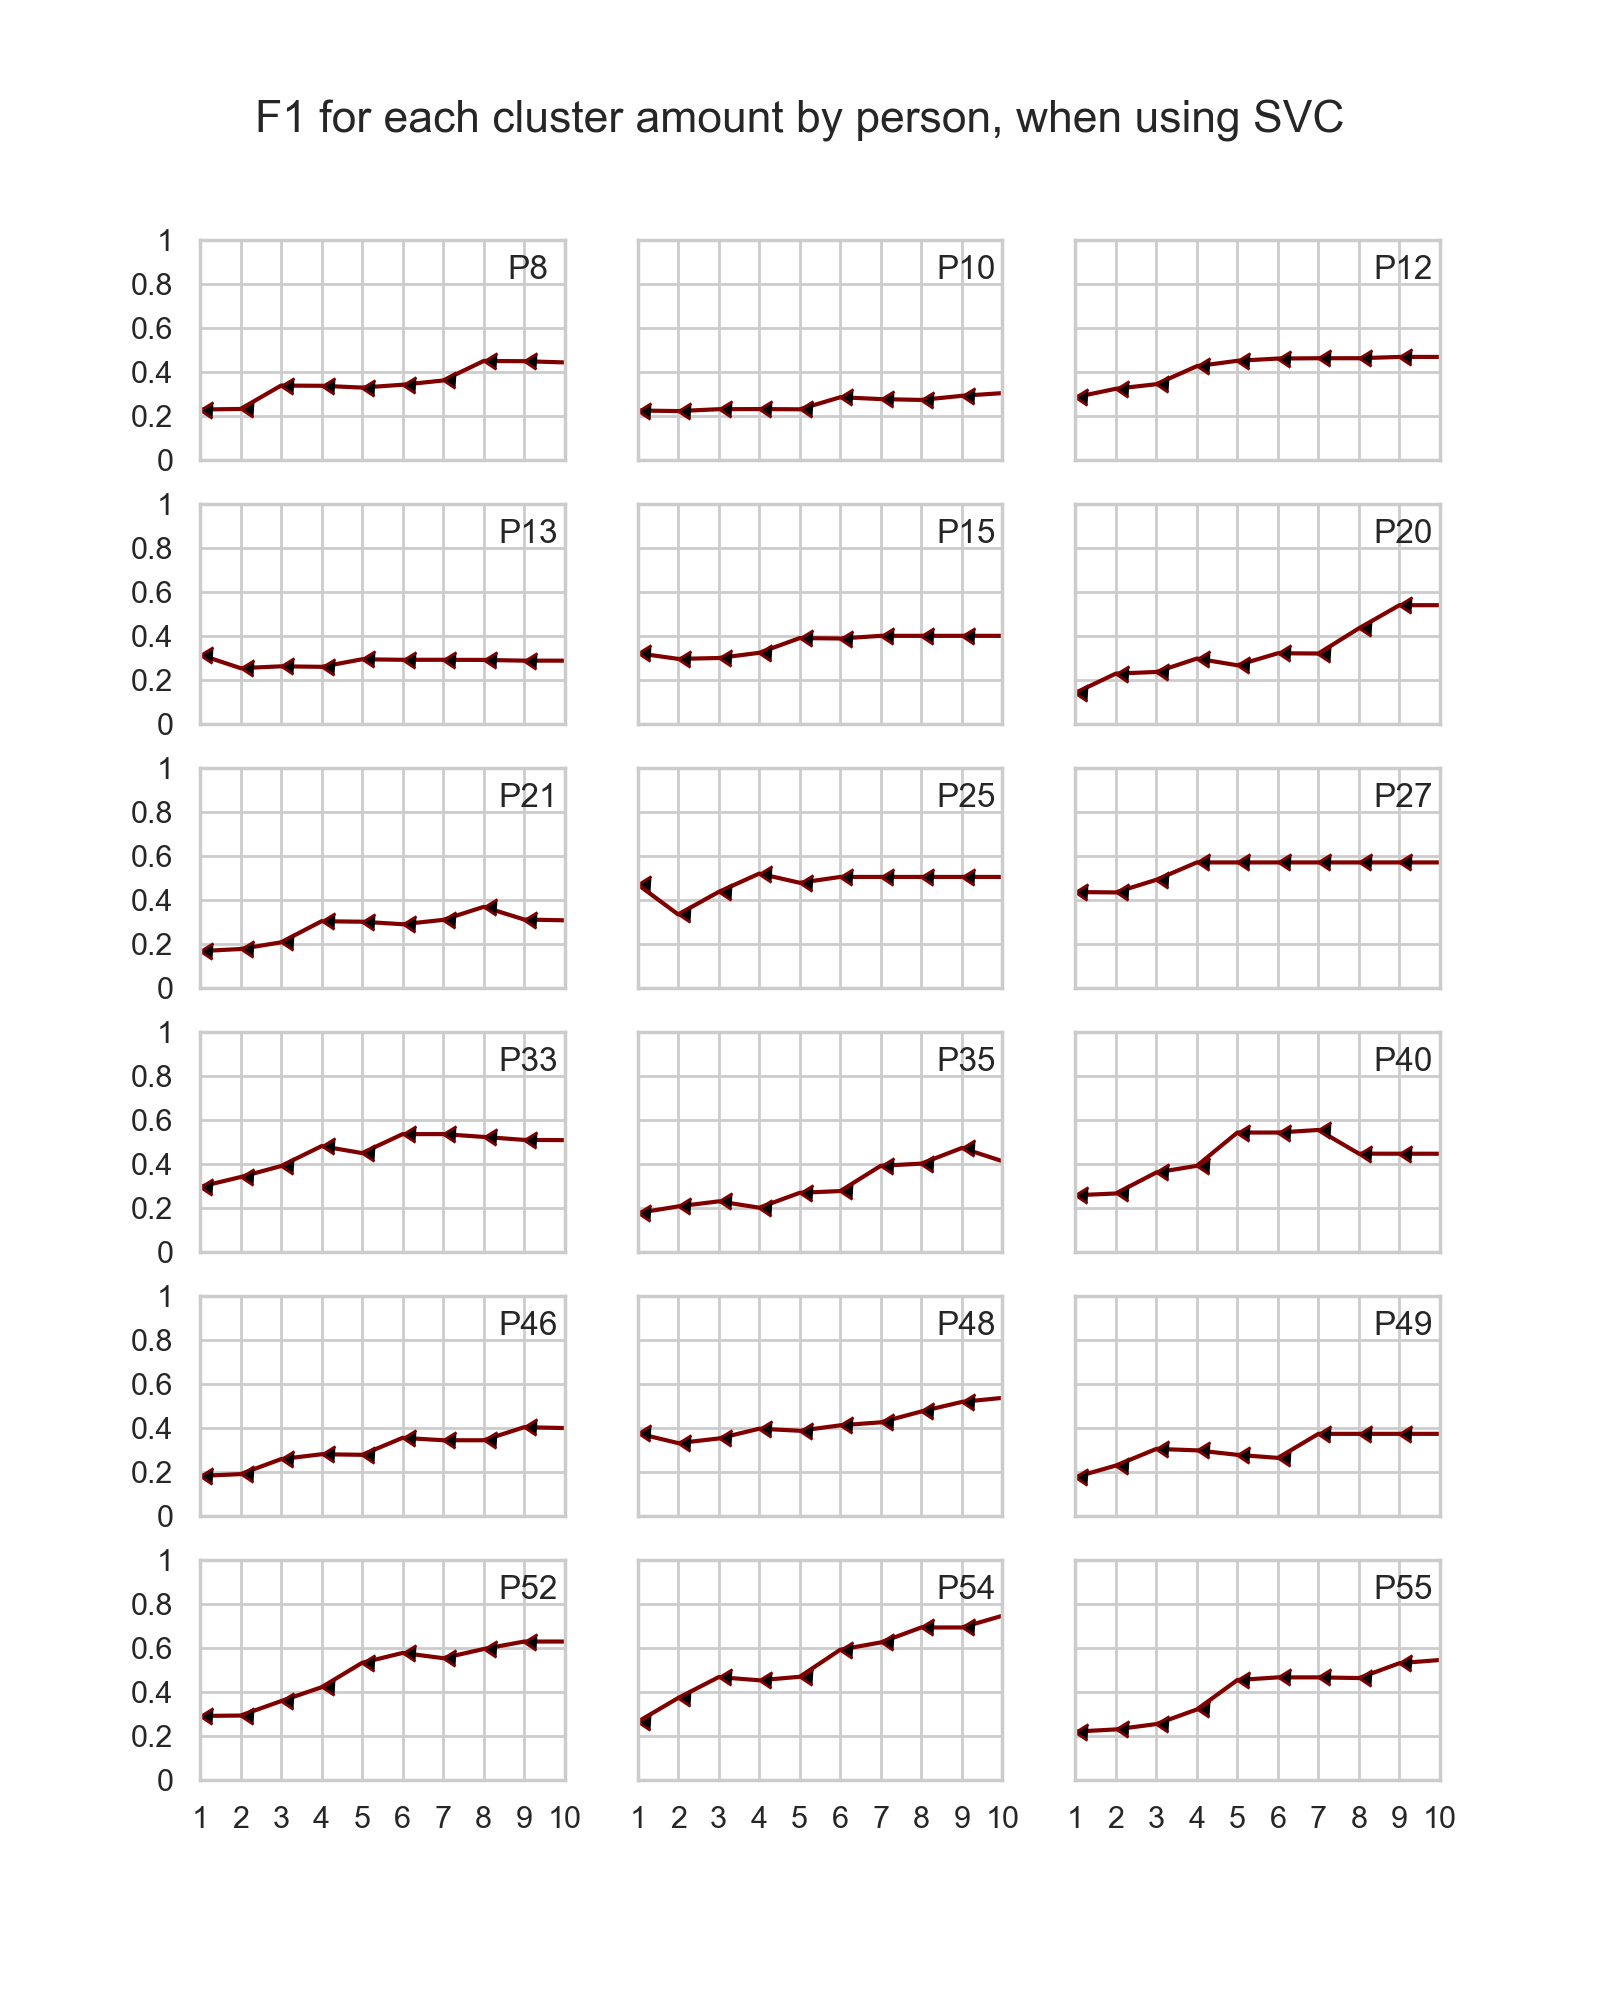 F1 for each cluster amount by person, when using SVC
1
0.8
0.6
0.4
0.2
0
P8
P10
P12
1
0.8
0.6
0.4
0.2
0
P13
P15
P20
1
0.8
0.6
0.4
0.2
0
P21
P25
P27
1
0.8
0.6
0.4
0.2
0
P33
P35
P40
1
0.8
0.6
0.4
0.2
0
P46
P48
P49
1
0.8
0.6
0.4
0.2
0
P52
P54
P55
1 2 3 4 5 6 7 8 9 10
1 2 3 4 5 6 7 8 9 10
1 2 3 4 5 6 7 8 9 10